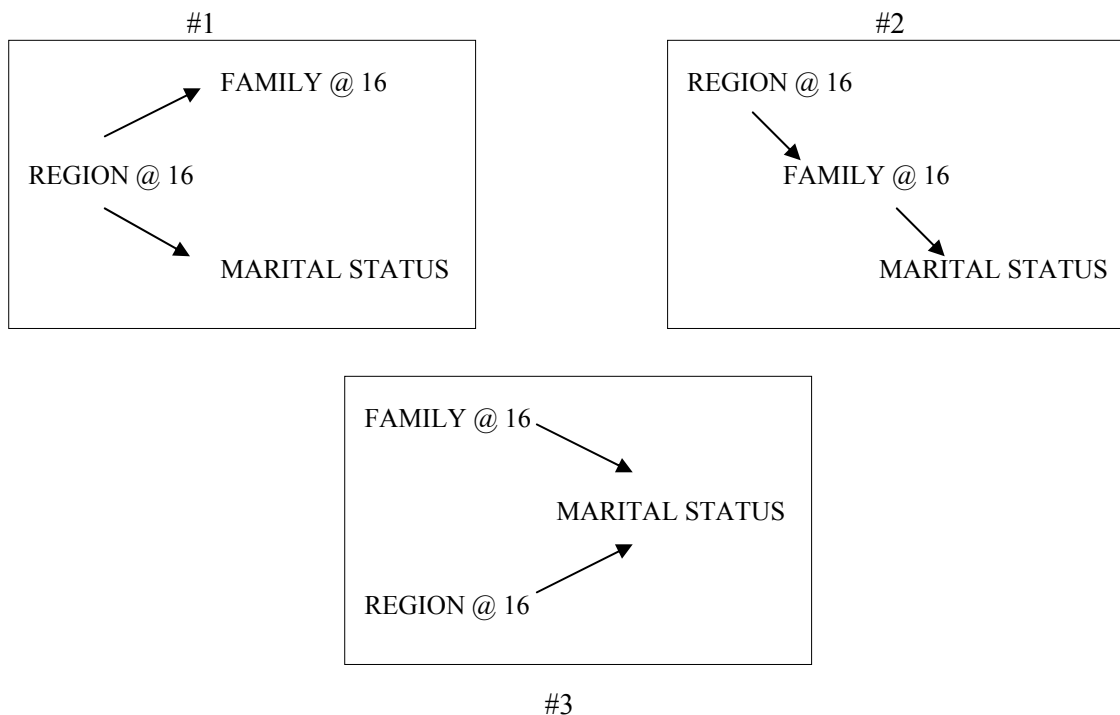 #1
FAMILY @ 16
REGION @ 16
MARITAL STATUS
#2
REGION @ 16
FAMILY @ 16
MARITAL STATUS
FAMILY @ 16
MARITAL STATUS
REGION @ 16
#3